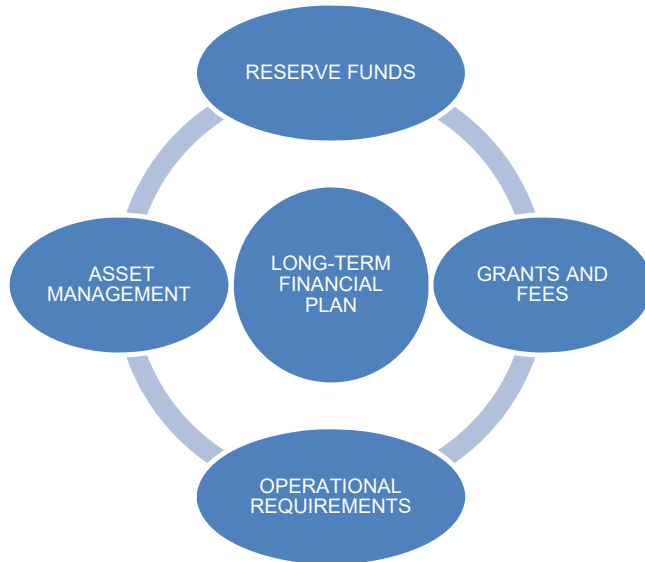 RESERVE FUNDS
ASSET
MANAGEMENT
LONG-TERM
FINANCIAL
PLAN
GRANTS AND
FEES
OPERATIONAL
REQUIREMENTS